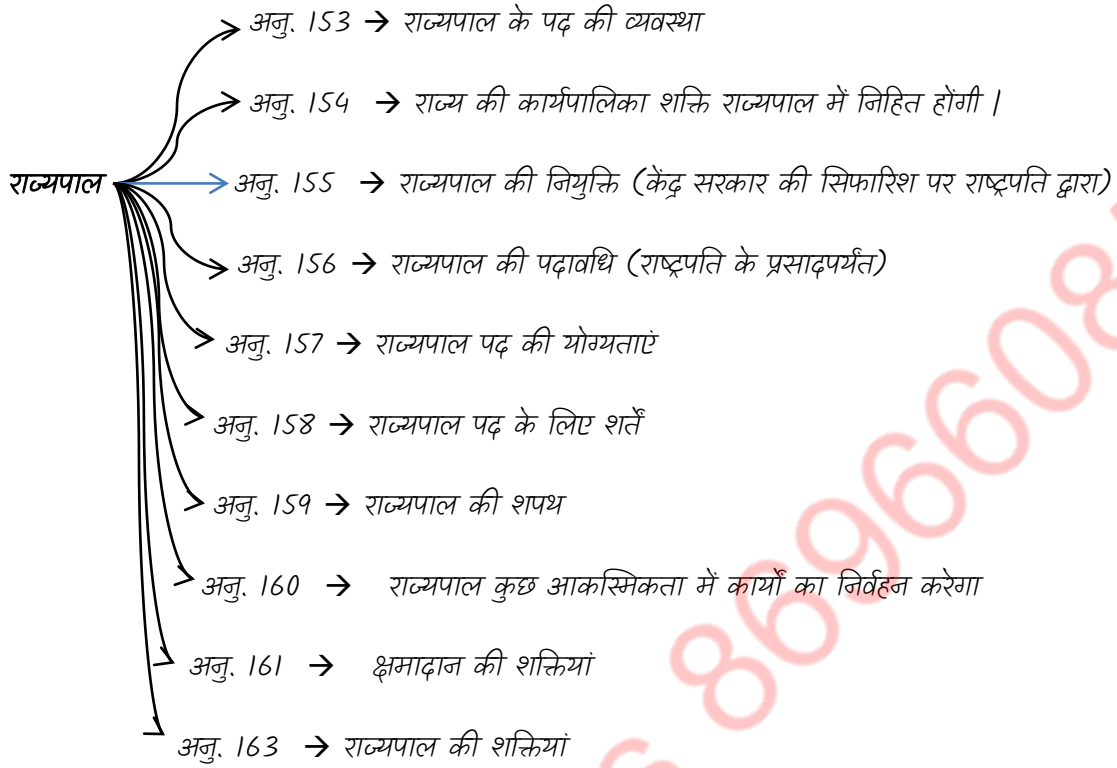 अनु. 153 → राज्यपाल के पद की व्यवस्था
अनु. 154 → राज्य की कार्यपालिका शक्ति राज्यपाल में निहित होंगी |
राज्यपाल
अनु. 155 → राज्यपाल की नियुक्ति (केंद्र सरकार की सिफारिश पर राष्ट्रपति द्वारा)
अनु. 156 → राज्यपाल की पदावधि (राष्ट्रपति के प्रसादपर्यंत)
अनु. 157 → राज्यपाल पद की योग्यताएं
अनु. 158 → राज्यपाल पद के लिए शर्तें
अनु. 159 → राज्यपाल की शपथ
अनु. 160 → राज्यपाल कुछ आकस्मिकता में कार्यों का निर्वहन करेगा
अनु. 161 → क्षमादान की शक्तियां
अनु. 163 → राज्यपाल की शक्तियां